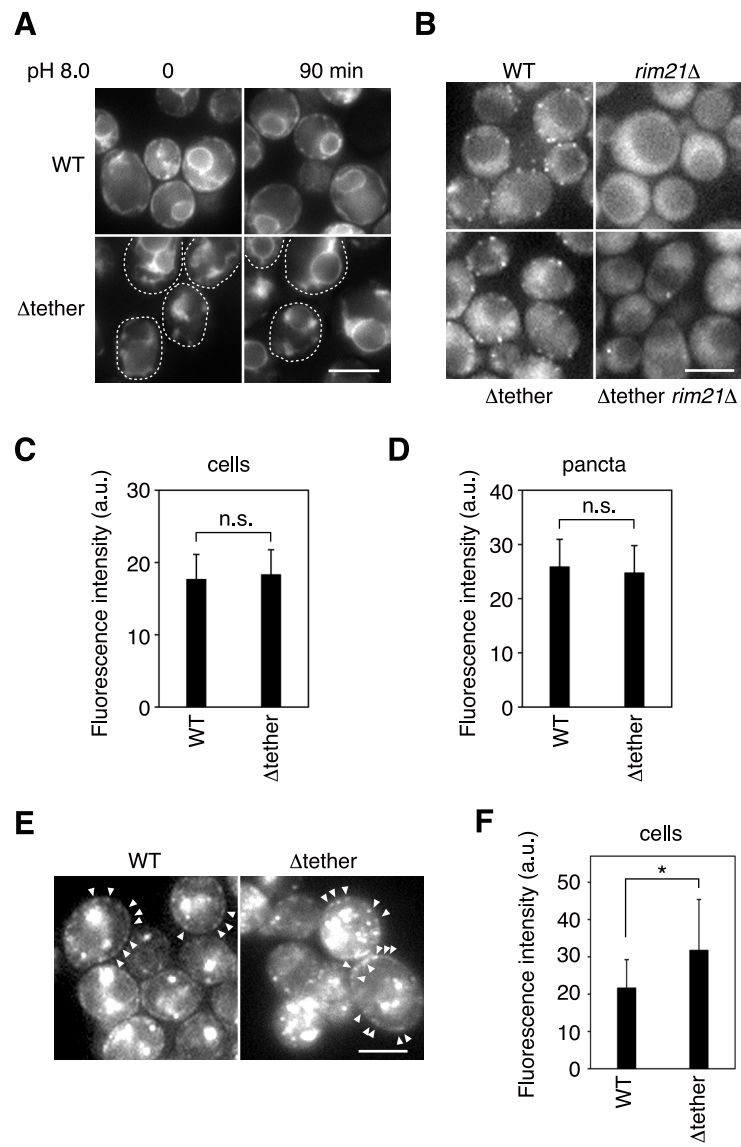 A
pH 8.0 0 90 min
WT
Δtether
B
WT rim21Δ
Δtether Δtether rim21Δ
C
cells
Fluorescence intensity (a.u.)
30
20
10
0
n.s.
WT
Δtether
D
pancta
Fluorescence intensity (a.u.)
40
30
20
10
0
n.s.
WT
Δtether
E
WT Δtether
F
cells
Fluorescence intensity (a.u.)
50
40
30
20
10
0
*
WT
Δtether